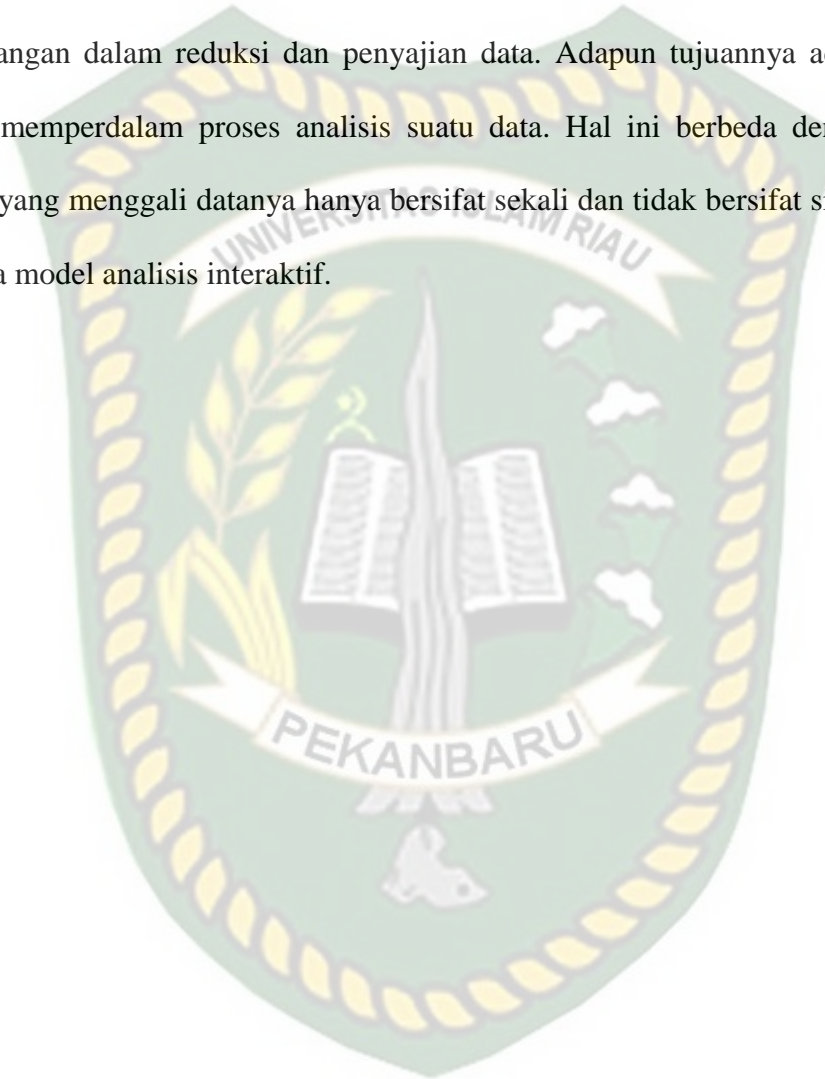 angan dalam reduksi dan penyajian data. Adapun tujuannya a
memperdalam proses analisis suatu data. Hal ini berbeda de
yang menggali datanya hanya bersifat sekali dan tidak bersifat s
a model analisis interaktif.
UNIVERSITAS ISLAM RIAU
PEKANBARU